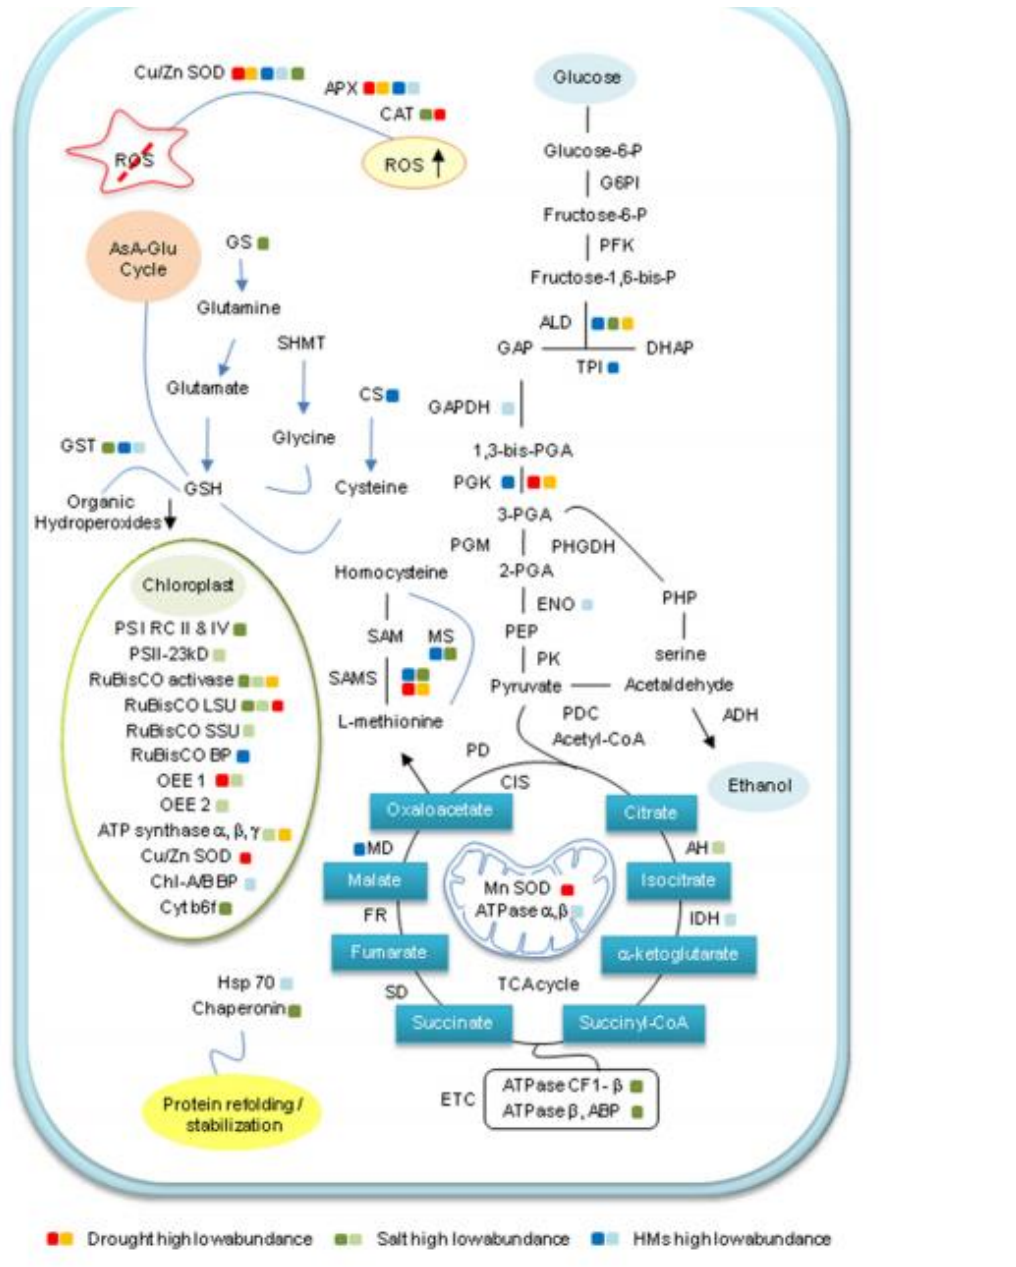 Cu/Zn SOD
APX
CAT
ROS
ROS
Glucose
Glucose-6-P
G6PI
Fructose-6-P
PFK
Fructose-1,6-bis-P
ALD
GAP
DHAP
TPI
GAPDH
1,3-bis-PGA
PGK
3-PGA
PGM
PHGDH
2-PGA
ENO
PHP
PEP
PK
serine
Pyruvate
Acetaldehyde
PDC
ADH
Acetyl-CoA
Ethanol
AsA-Glu
Cycle
GS
Glutamine
SHMT
Glutamate
CS
Glycine
GST
GSH
Cysteine
Organic
Hydroperoxides
Homocysteine
SAM
MS
SAMS
L-methionine
Chloroplast
PSI RC II & IV
PSII-23kD
RuBisCO activase
RuBisCO LSU
RuBisCO SSU
RuBisCO BP
OEE 1
OEE 2
ATP synthase α, β, γ
Cu/Zn SOD
Chl-A/B BP
Cyt b6f
PD
CIS
Oxaloacetate
Citrate
MD
AH
Malate
Isocitrate
Mn SOD
ATPase α,β
FR
IDH
Fumarate
α-ketoglutarate
SD
TCAcycle
Succinate
Succinyl-CoA
ETC
ATPase CF1- β
ATPase β, ABP
Hsp 70
Chaperonin
Protein refolding /
stabilization
Drought high lowabundance
Salt high lowabundance
HMs high lowabundance